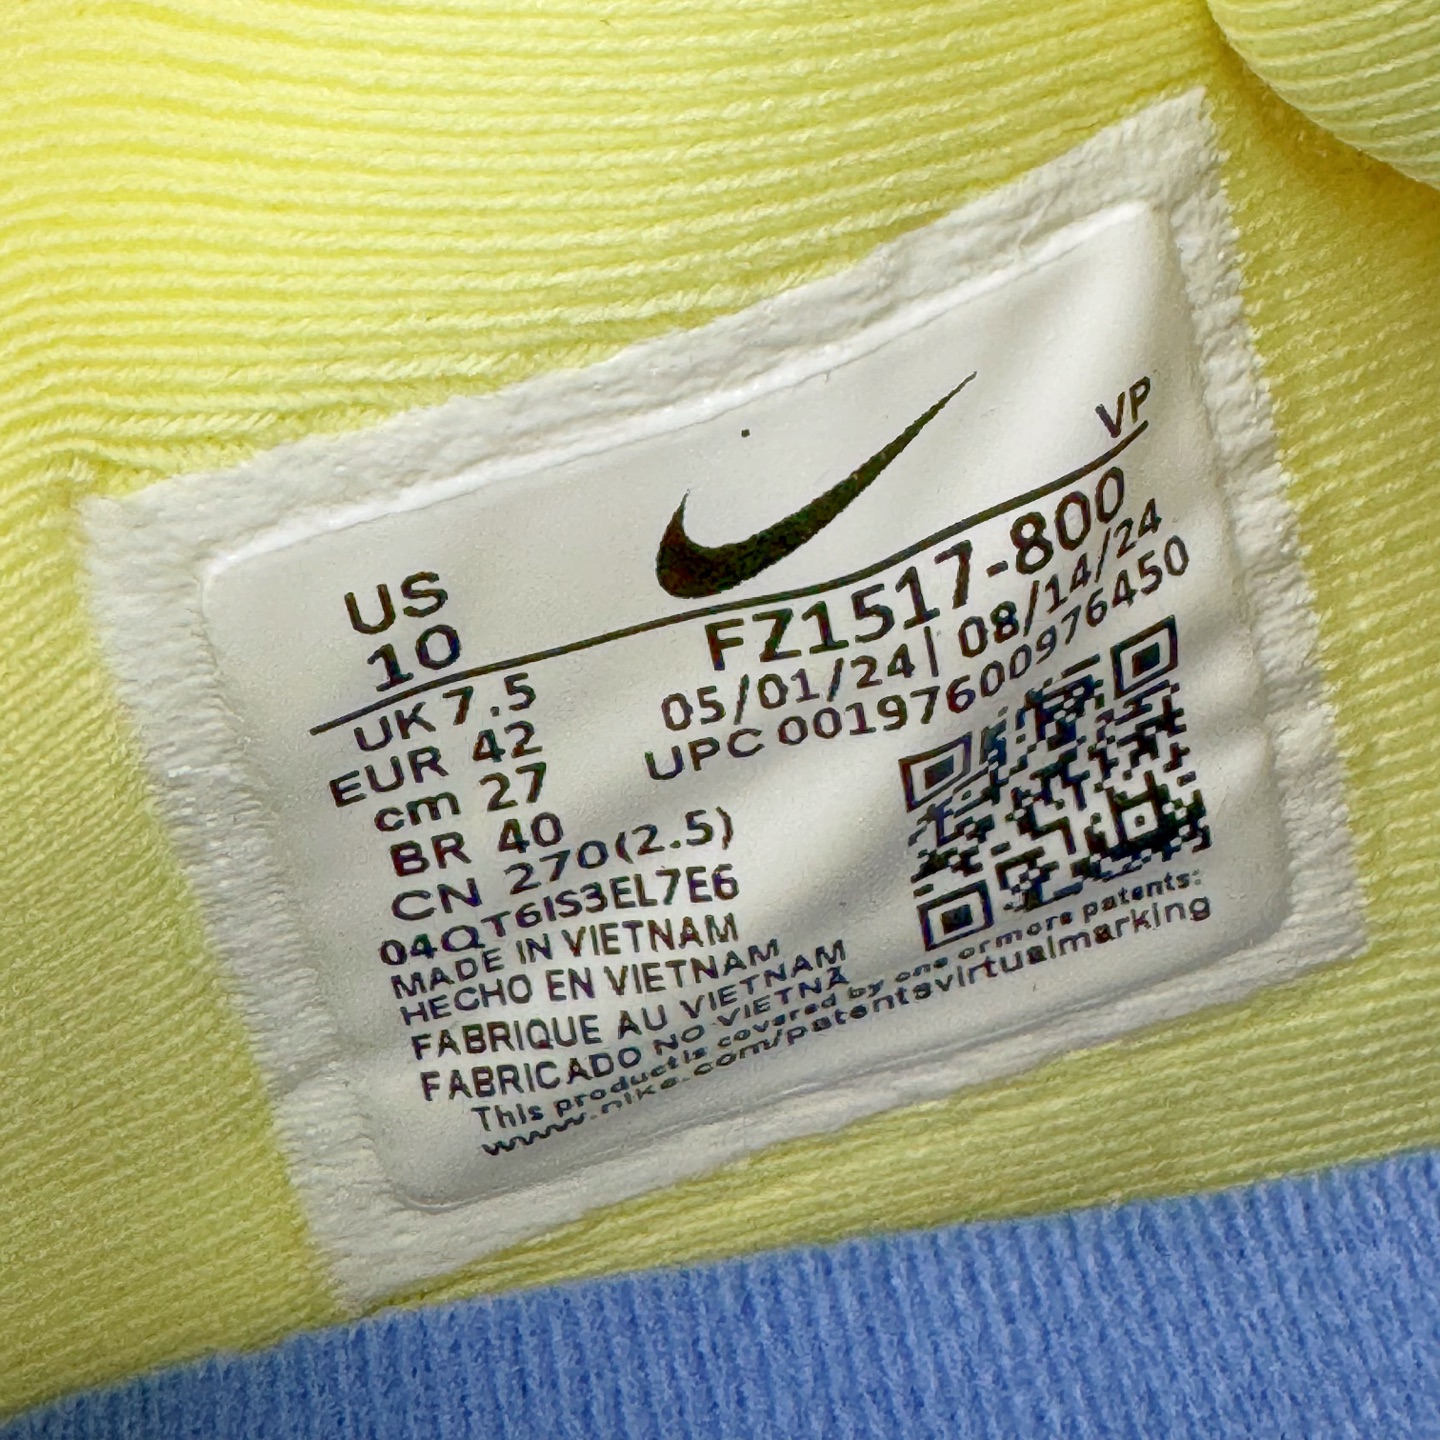 VP
US
10
UK 7.5
EUR 42
cm 27
BR 40
CN 270(2.5)
FZ1517-800
05/01/24| 08/14/24
UPC 00197600976450
04QT6IS3EL7E6
MADE IN VIETNAM
HECHO EN VIETNAM
FABRIQUE AU VIETNAM
FABRICADO NO VIETNÃ
This product is covered by one or more patents:
www.nike.com/patentsvirtualmarking